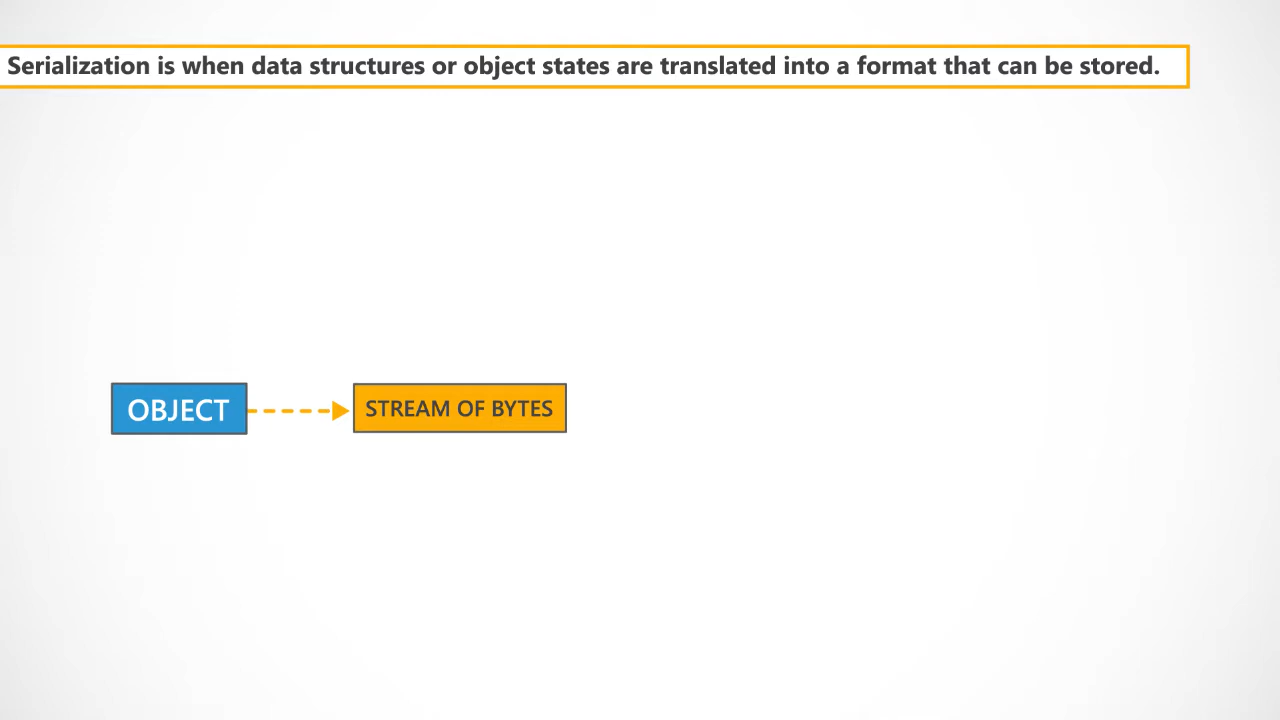 Serialization is when data structures or object states are translated into a format that can be stored.
OBJECT
STREAM OF BYTES